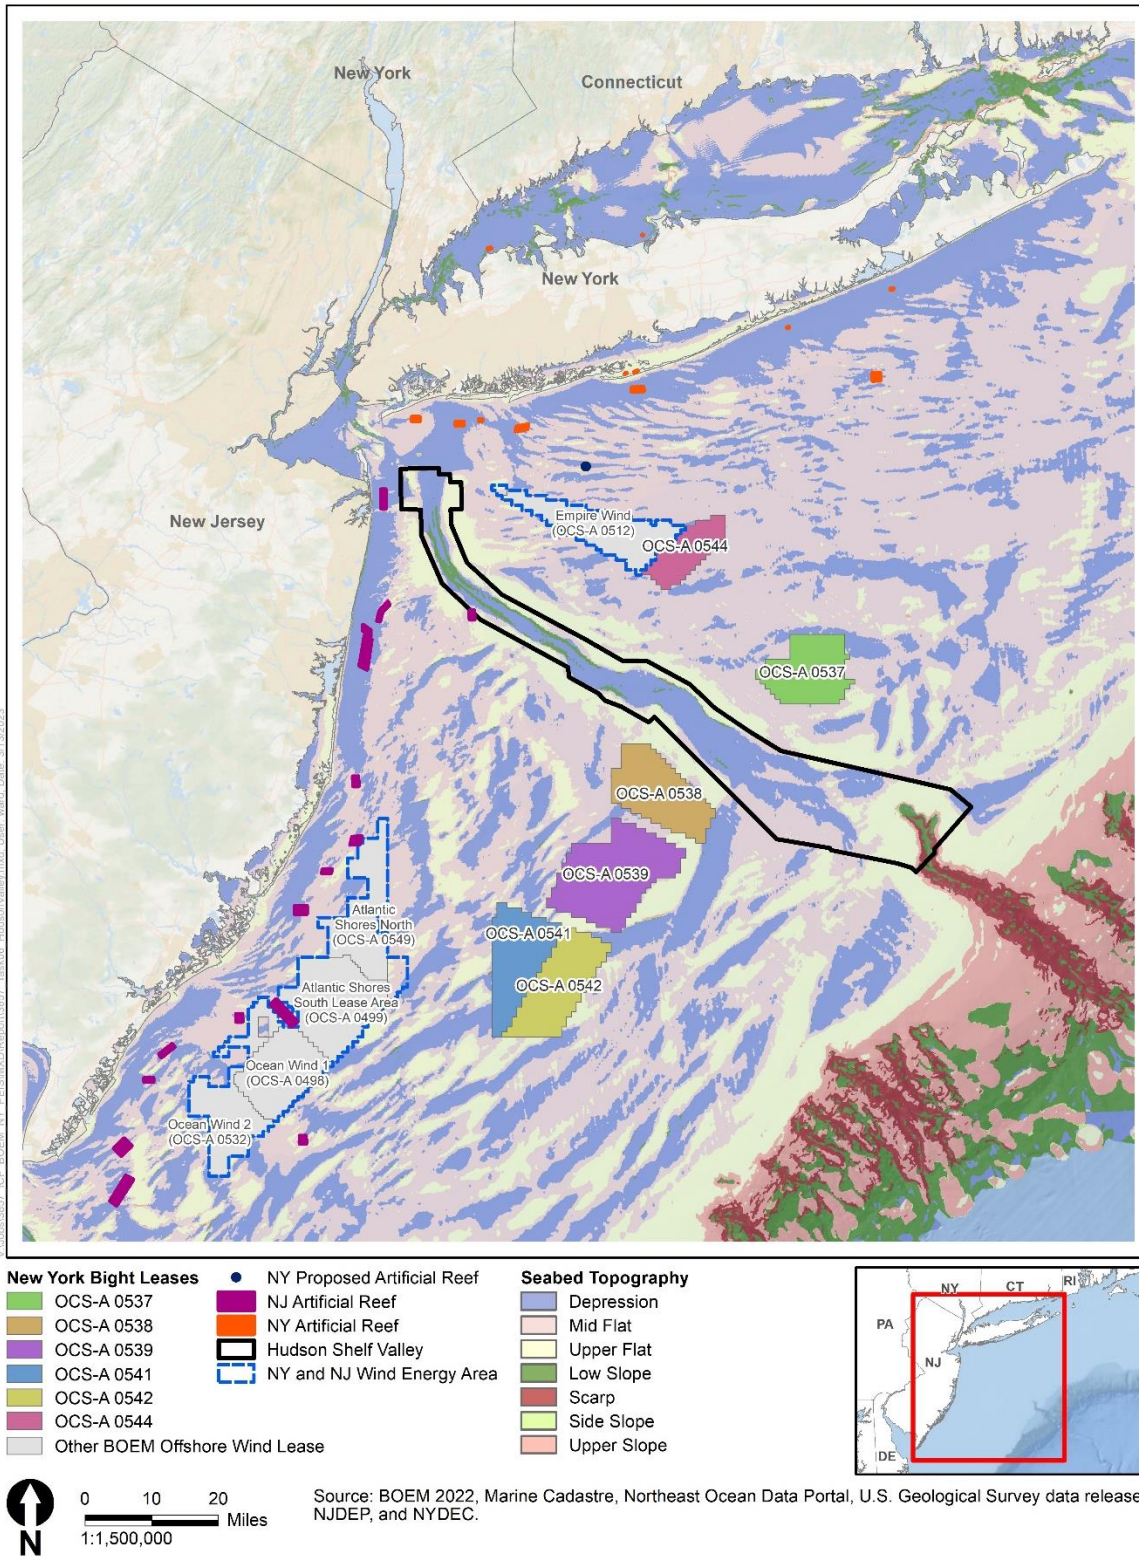 New York
Connecticut
New York
New Jersey
Empire Wind
(OCS-A 0512)
OCS-A 0544
OCS-A 0537
OCS-A 0538
OCS-A 0539
OCS-A 0541
OCS-A 0542
Atlantic
Shores North
(OCS-A 0549)
Atlantic Shores
South Lease Area
(OCS-A 0499)
Ocean Wind 1
(OCS-A 0498)
Ocean Wind 2
(OCS-A 0532)
New York Bight Leases
OCS-A 0537
OCS-A 0538
OCS-A 0539
OCS-A 0541
OCS-A 0542
OCS-A 0544
Other BOEM Offshore Wind Lease
NY Proposed Artificial Reef
NJ Artificial Reef
NY Artificial Reef
Hudson Shelf Valley
NY and NJ Wind Energy Area
Seabed Topography
Depression
Mid Flat
Upper Flat
Low Slope
Scarp
Side Slope
Upper Slope
NY
CT
RI
PA
NJ
DE
N
0 10 20
Miles
1:1,500,000
Source: BOEM 2022, Marine Cadastre, Northeast Ocean Data Portal, U.S. Geological Survey data release
NJDEP, and NYDEC.